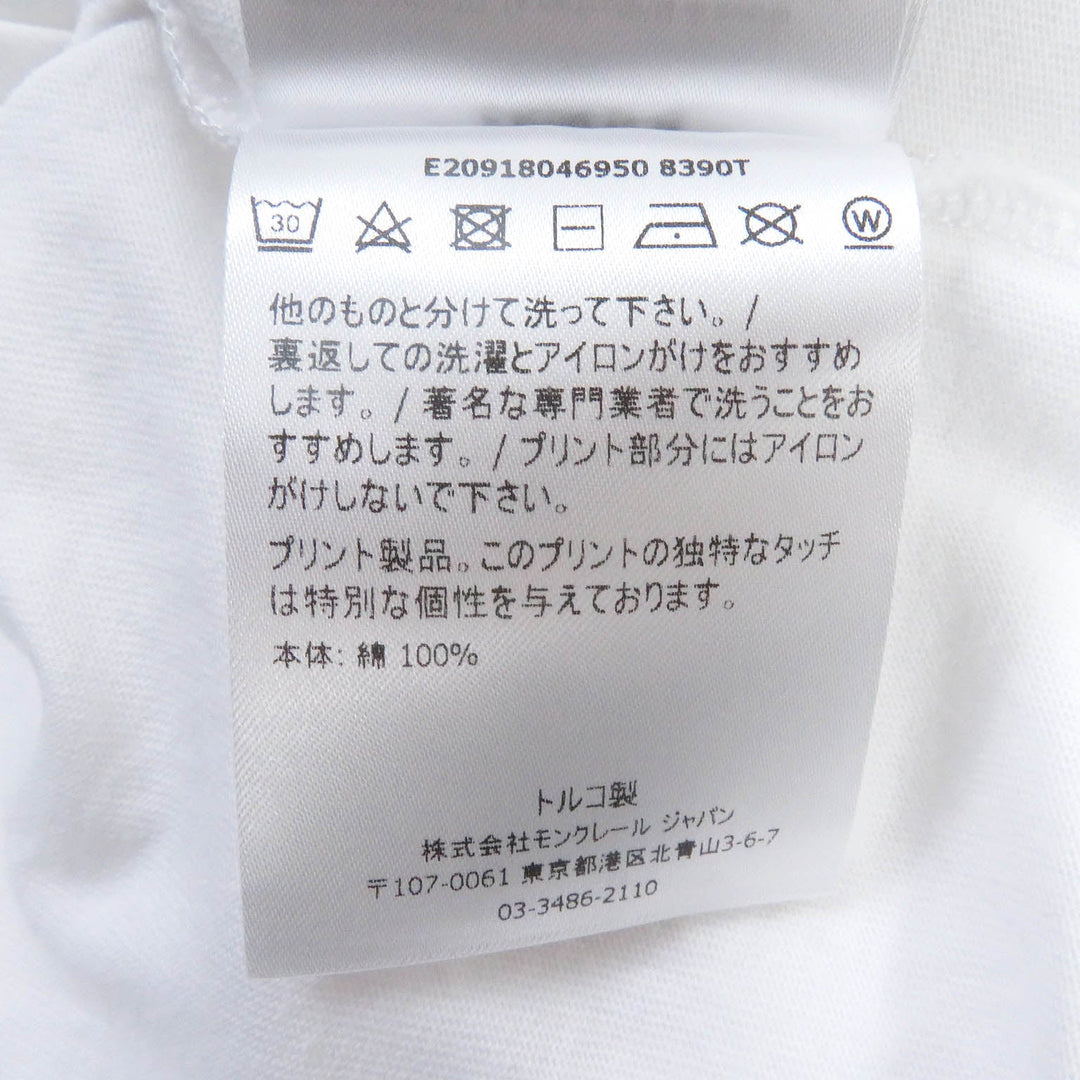 E20918046950 8390T
30
W
他のものと分けて洗って下さい。/
裏返しての洗濯とアイロンがけをおすすめ
します。/ 著名な専門業者で洗うことをお
すすめします。/ プリント部分にはアイロン
がけしないで下さい。
プリント製品。このプリントの独特なタッチ
は特別な個性を与えております。
本体: 綿 100%
トルコ製
株式会社モンクレール ジャパン
〒107-0061 東京都港区北青山3-6-7
03-3486-2110